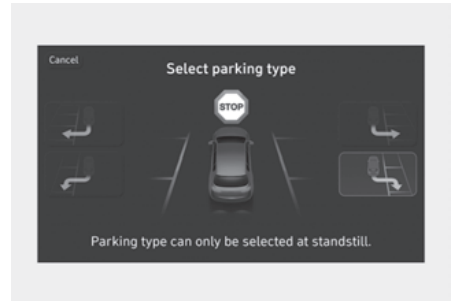 Cancel
Select parking type
STOP
Parking type can only be selected at standstill.